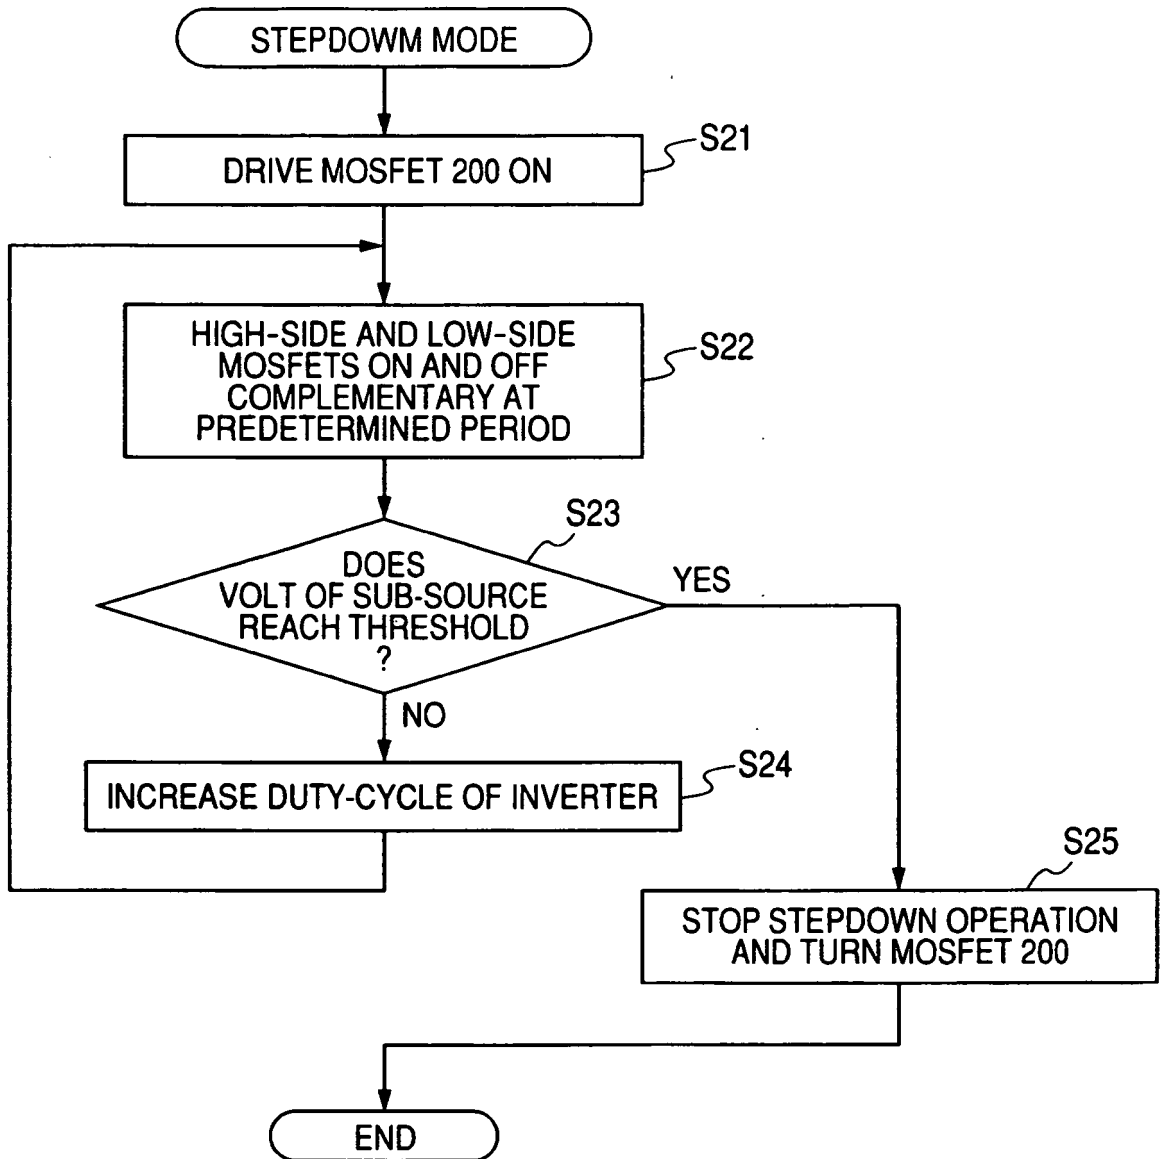 STEPDOWM MODE
S21
DRIVE MOSFET 200 ON
S22
HIGH-SIDE AND LOW-SIDE
MOSFETS ON AND OFF
COMPLEMENTARY AT
PREDETERMINED PERIOD
S23
DOES
VOLT OF SUB-SOURCE
REACH THRESHOLD
?
YES
NO
S24
INCREASE DUTY-CYCLE OF INVERTER
S25
STOP STEPDOWN OPERATION
AND TURN MOSFET 200
END